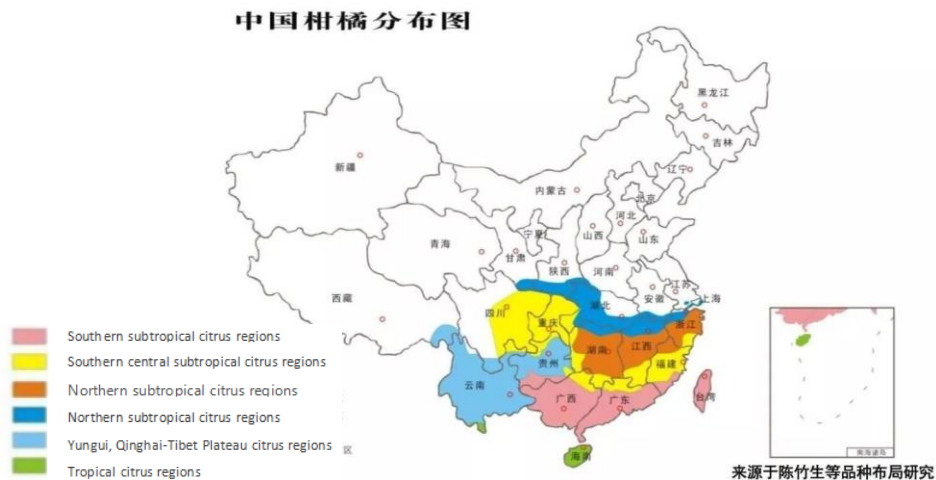 中国柑橘分布图
黑龙江
吉林
辽宁
新疆
内蒙古
北京
河北
宁夏
山西
山东
青海
甘肃
陕西
河南
江苏
西藏
安徽
上海
湖北
四川
重庆
浙江
湖南
江西
贵州
福建
云南
广西
广东
台湾
海南
Southern subtropical citrus regions
Southern central subtropical citrus regions
Northern subtropical citrus regions
Northern subtropical citrus regions
Yungui, Qinghai-Tibet Plateau citrus regions
区
Tropical citrus regions
南海诸岛
来源于陈竹生等品种布局研究